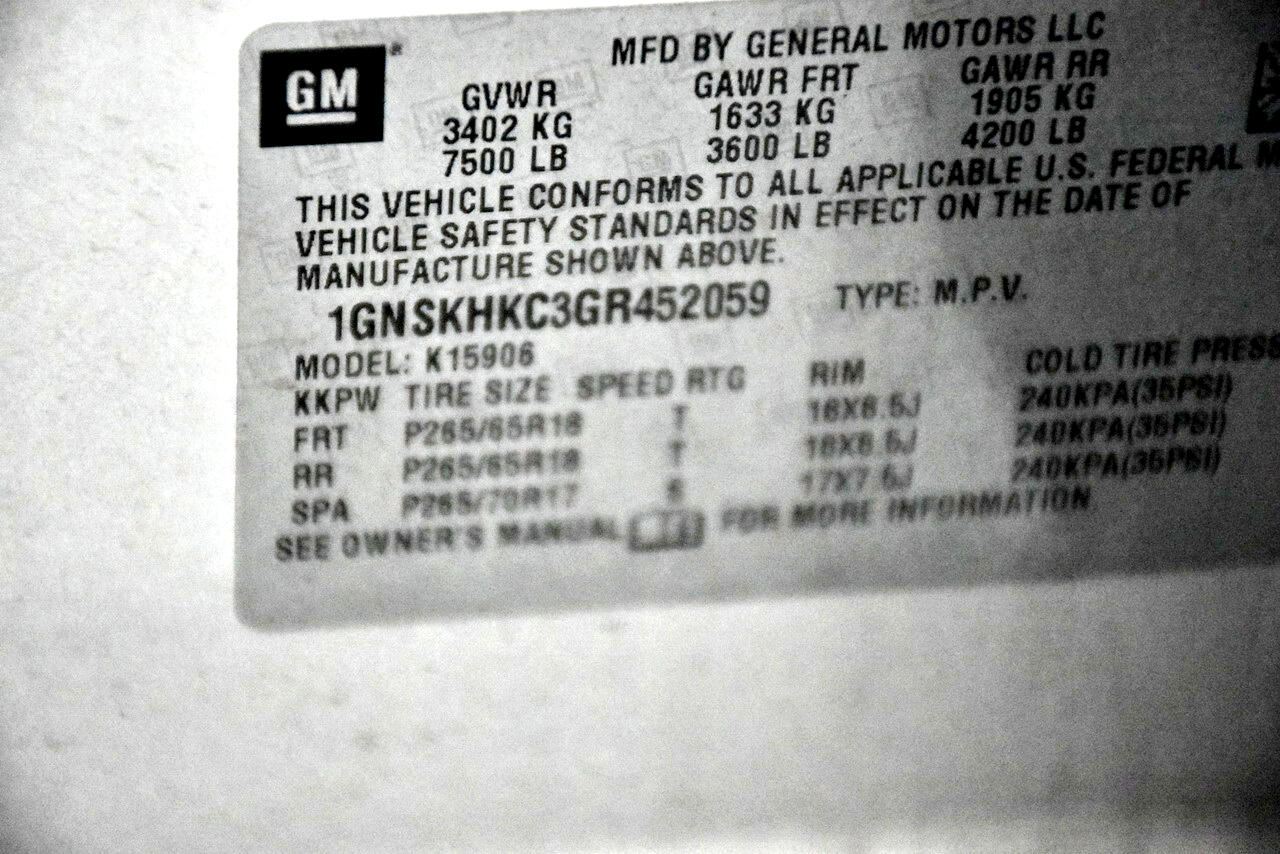 GM
MFD BY GENERAL MOTORS LLC
GVWR GAWR FRT GAWR RR
3402 KG 1633 KG 1905 KG
7500 LB 3600 LB 4200 LB
THIS VEHICLE CONFORMS TO ALL APPLICABLE U.S. FEDERAL M
VEHICLE SAFETY STANDARDS IN EFFECT ON THE DATE OF
MANUFACTURE SHOWN ABOVE.
1GNSKHKC3GR452059 TYPE: M.P.V.
MODEL: K15906
KKPW TIRE SIZE SPEED RTG RIM COLD TIRE PRESS
FRT P265/65R18 T 18X8.5J 240KPA(35PSI)
RR P265/65R18 T 18X8.5J 240KPA(35PSI)
SPA P265/70R17 S 17X7.5J 240KPA(35PSI)
SEE OWNER'S MANUAL FOR MORE INFORMATION